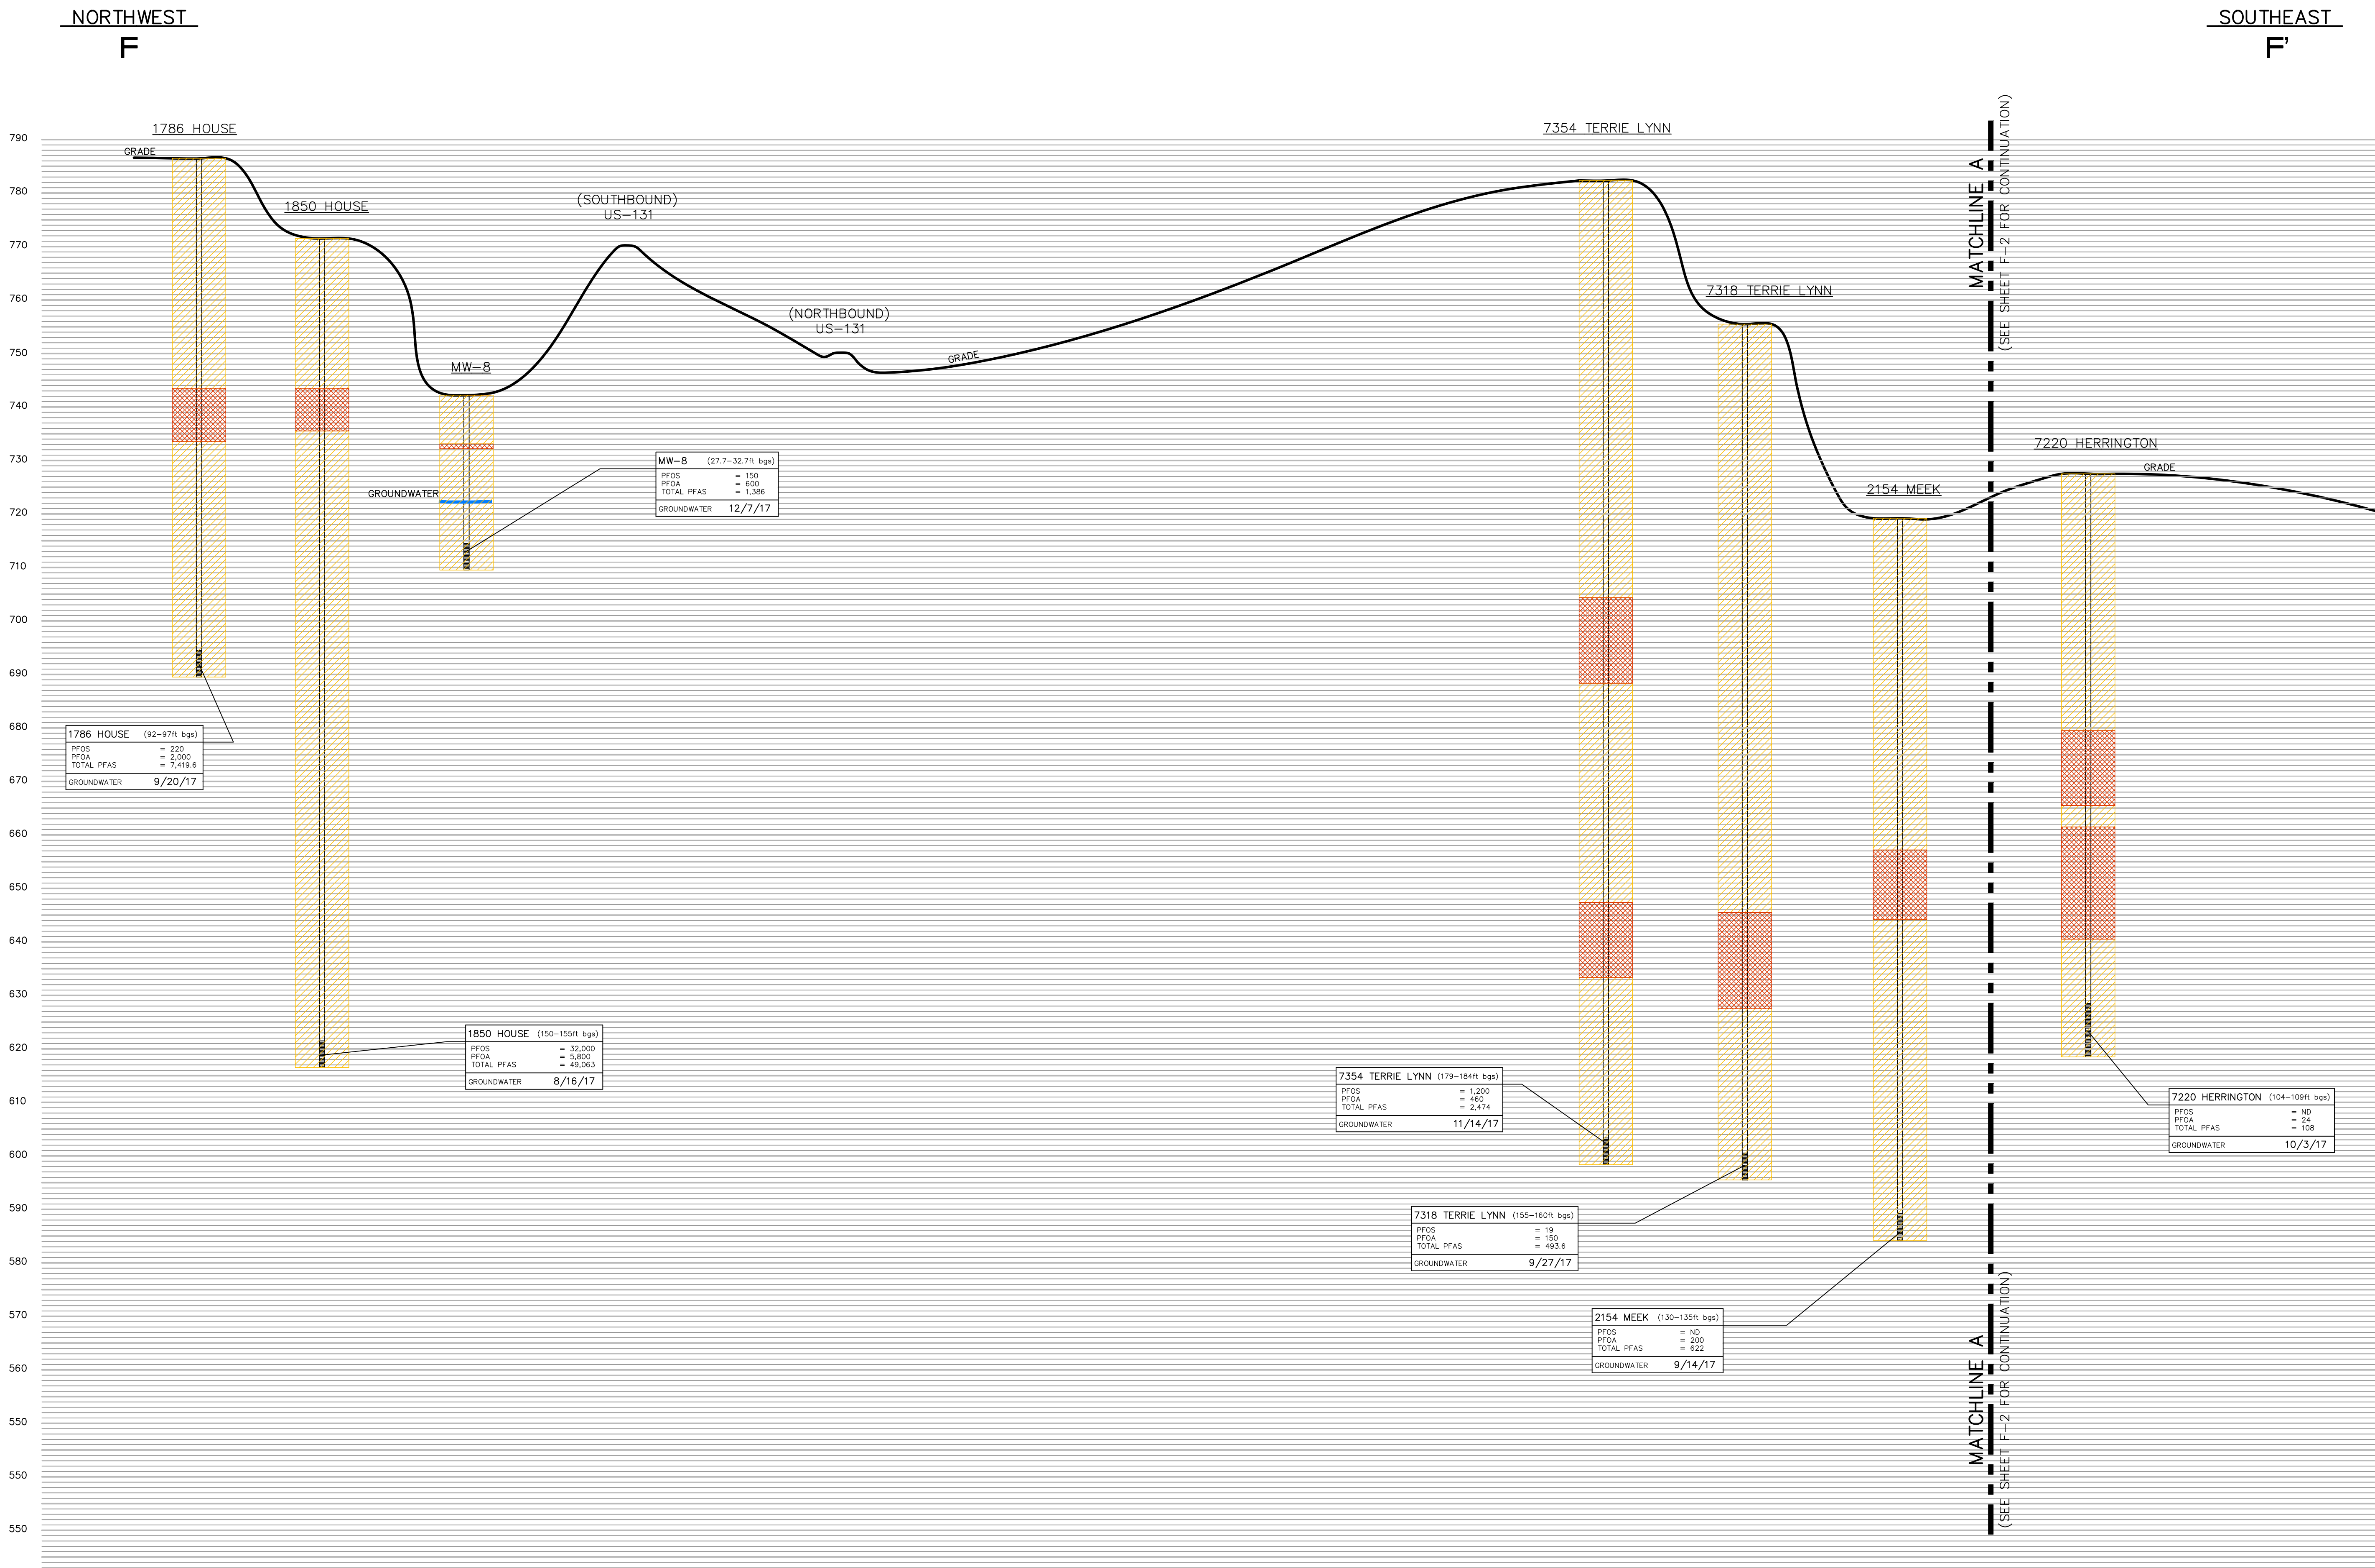 NORTHWEST
F
SOUTHEAST
F'
1786 HOUSE
GRADE
1850 HOUSE
(SOUTHBOUND)
US-131
MW-8
(NORTHBOUND)
US-131
GRADE
7354 TERRIE LYNN
7318 TERRIE LYNN
2154 MEEK
MATCHLINE A
(SEE SHEET F-2 FOR CONTINUATION)
7220 HERRINGTON
GRADE
790
780
770
760
750
740
730
720
710
700
690
680
670
660
650
640
630
620
610
600
590
580
570
560
550
550
550
GROUNDWATER
MW-8 (27.7-32.7ft bgs)
PFOS = 150
PFOA = 600
TOTAL PFAS = 1,386
GROUNDWATER 12/7/17
1786 HOUSE (92-97ft bgs)
PFOS = 220
PFOA = 2,000
TOTAL PFAS = 7,419.6
GROUNDWATER 9/20/17
1850 HOUSE (150-155ft bgs)
PFOS = 32,000
PFOA = 5,800
TOTAL PFAS = 49,063
GROUNDWATER 8/16/17
7354 TERRIE LYNN (179-184ft bgs)
PFOS = 1,200
PFOA = 460
TOTAL PFAS = 2,474
GROUNDWATER 11/14/17
7318 TERRIE LYNN (155-160ft bgs)
PFOS = 19
PFOA = 150
TOTAL PFAS = 493.6
GROUNDWATER 9/27/17
2154 MEEK (130-135ft bgs)
PFOS = ND
PFOA = 200
TOTAL PFAS = 622
GROUNDWATER 9/14/17
7220 HERRINGTON (104-109ft bgs)
PFOS = ND
PFOA = 24
TOTAL PFAS = 108
GROUNDWATER 10/3/17
MATCHLINE A
(SEE SHEET F-2 FOR CONTINUATION)